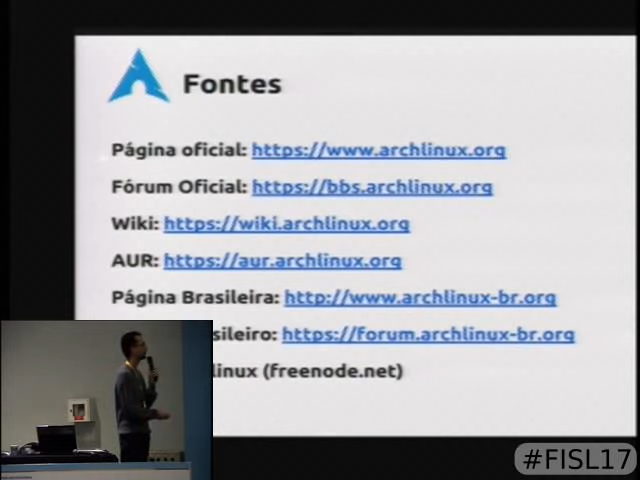 Fontes
Página oficial: https://www.archlinux.org
Fórum Oficial: https://bbs.archlinux.org
Wiki: https://wiki.archlinux.org
AUR: https://aur.archlinux.org
Página Brasileira: http://www.archlinux-br.org
sileiro: https://forum.archlinux-br.org
linux (freenode.net)
#FISL17